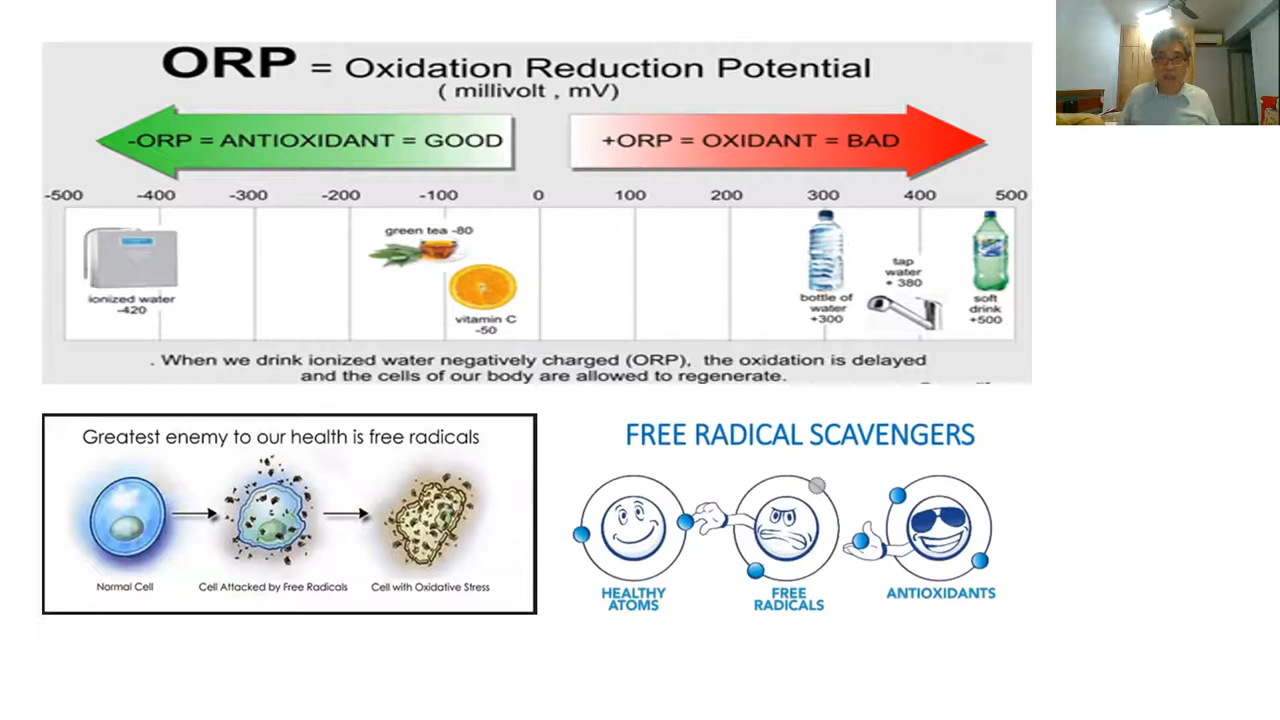 ORP = Oxidation Reduction Potential
( millivolt , mV)
-ORP = ANTIOXIDANT = GOOD
+ORP = OXIDANT = BAD
-500 -400 -300 -200 -100 0 100 200 300 400 500
ionized water
-420
green tea -80
vitamin C
-50
bottle of
water
+300
tap
water
+ 380
soft
drink
+500
. When we drink ionized water negatively charged (ORP), the oxidation is delayed
and the cells of our body are allowed to regenerate.
Greatest enemy to our health is free radicals
Normal Cell
Cell Attacked by Free Radicals
Cell with Oxidative Stress
FREE RADICAL SCAVENGERS
HEALTHY
ATOMS
FREE
RADICALS
ANTIOXIDANTS